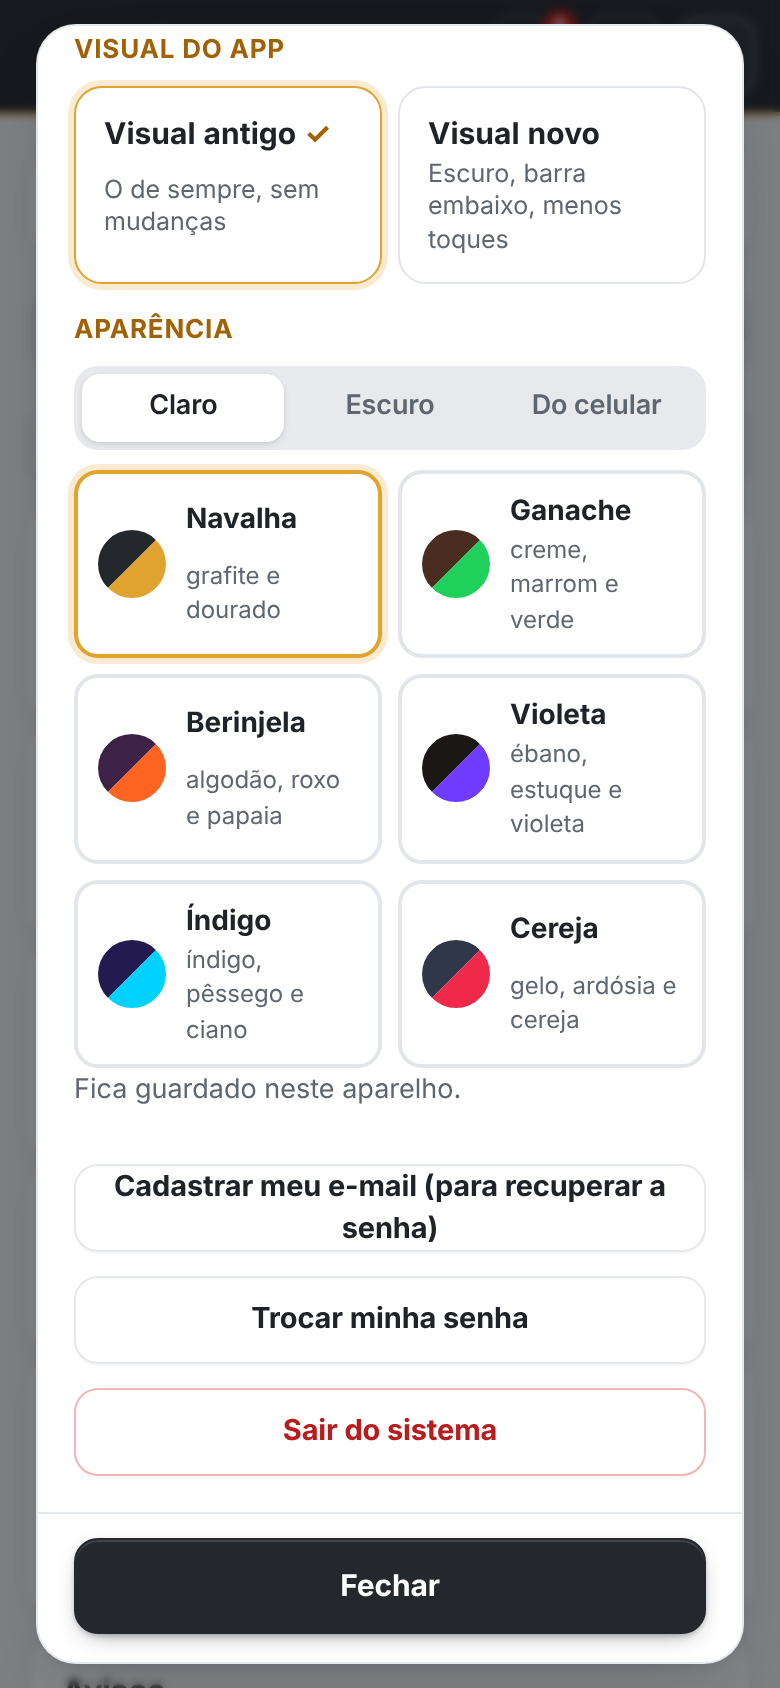 VISUAL DO APP
Visual antigo ✓
O de sempre, sem
mudanças
Visual novo
Escuro, barra
embaixo, menos
toques
APARÊNCIA
Claro
Escuro
Do celular
Navalha
grafite e
dourado
Ganache
creme,
marrom e
verde
Berinjela
algodão, roxo
e papaia
Violeta
ébano,
estuque e
violeta
Índigo
índigo,
pêssego e
ciano
Cereja
gelo, ardósia e
cereja
Fica guardado neste aparelho.
Cadastrar meu e-mail (para recuperar a
senha)
Trocar minha senha
Sair do sistema
Fechar